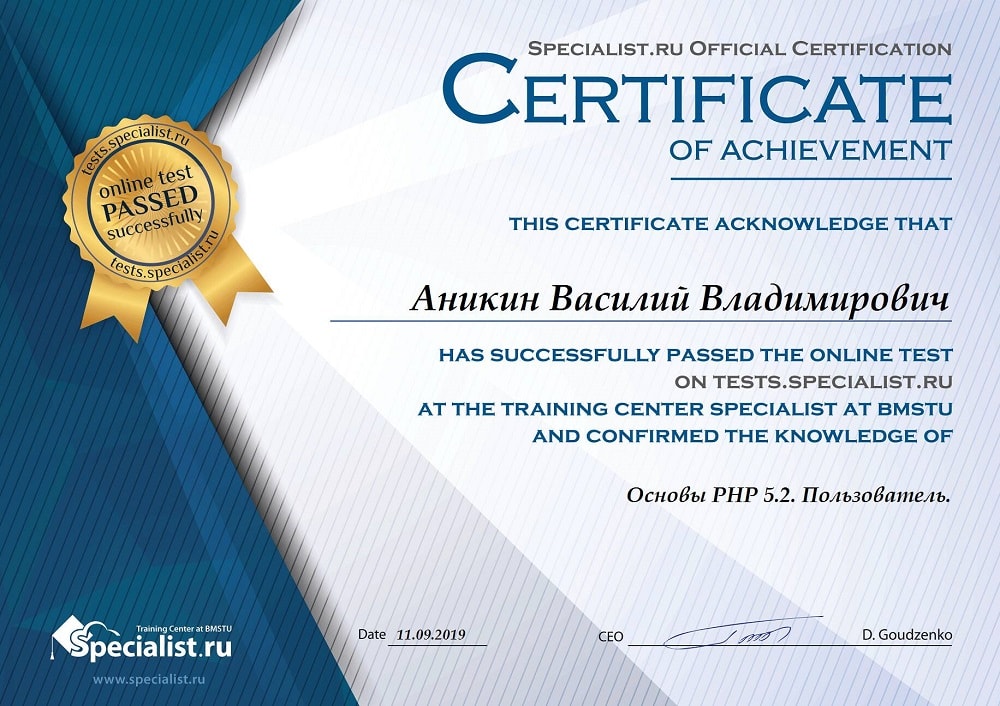 Specialist.ru Official Certification
Certificate
of achievement
this certificate acknowledge that
Аникин Василий Владимирович
has successfully passed the online test
on tests.specialist.ru
at the training center specialist at bmstu
and confirmed the knowledge of
Основы PHP 5.2. Пользователь.
tests.specialist.ru
online test
PASSED
successfully
tests.specialist.ru
Date 11.09.2019
CEO
D. Goudzenko
Training Center at BMSTU
Specialist.ru
www.specialist.ru